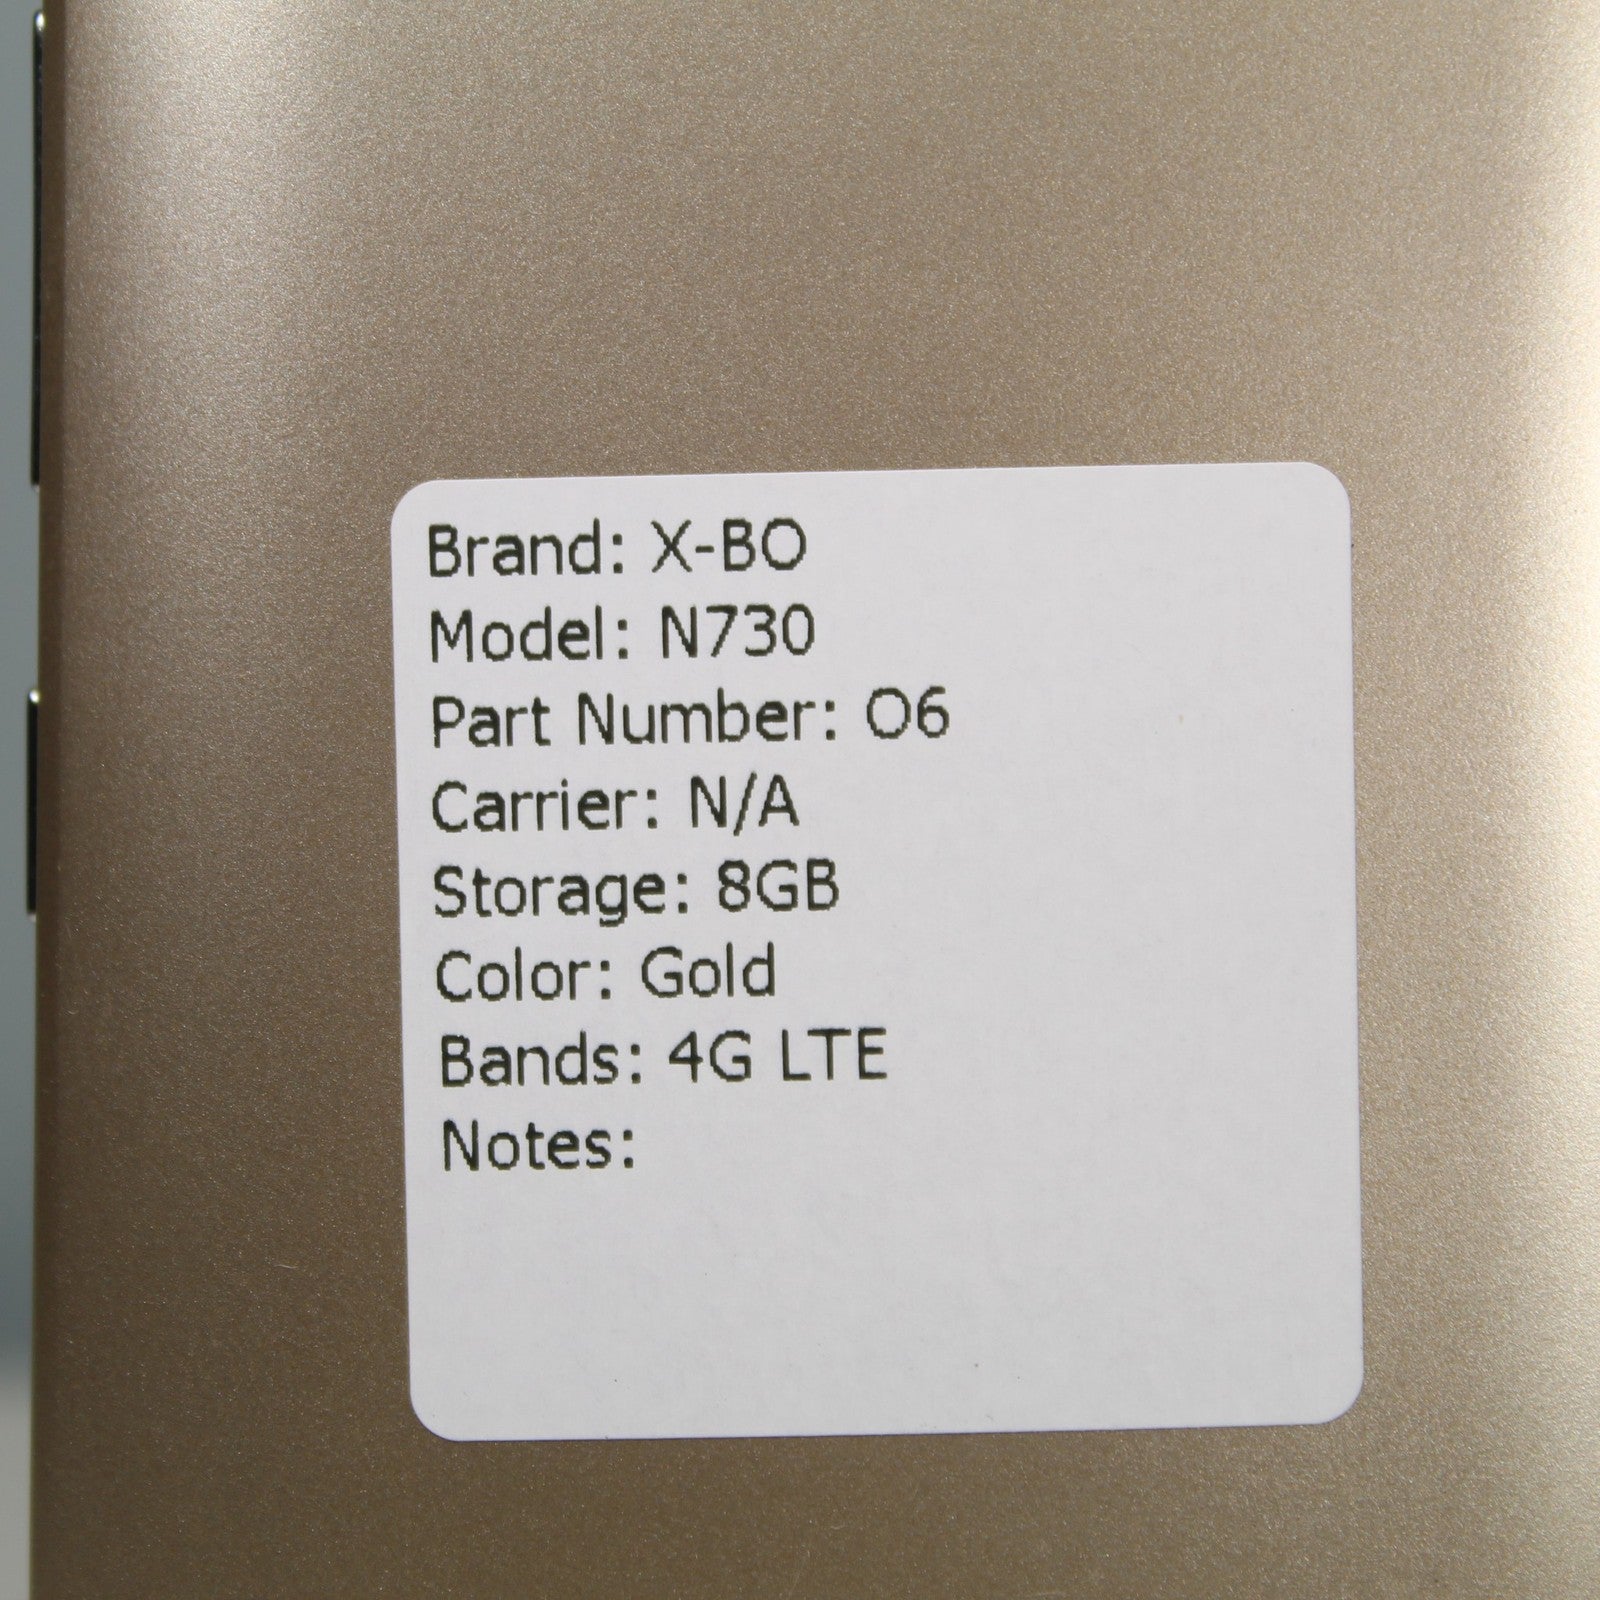 Brand: X-BO
Model: N730
Part Number: O6
Carrier: N/A
Storage: 8GB
Color: Gold
Bands: 4G LTE
Notes: